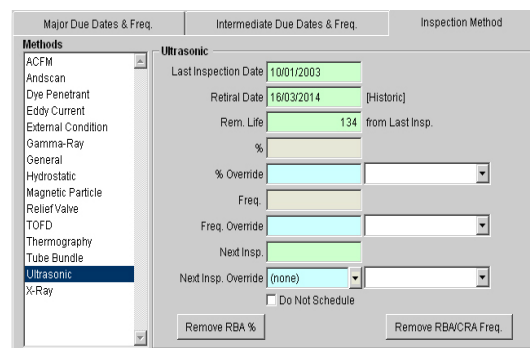 Major Due Dates & Freq.
Intermediate Due Dates & Freq.
Inspection Method
Methods
ACFM
Andscan
Dye Penetrant
Eddy Current
External Condition
Gamma-Ray
General
Hydrostatic
Magnetic Particle
Relief Valve
TOFD
Thermography
Tube Bundle
Ultrasonic
X-Ray
Ultrasonic
Last Inspection Date 10/01/2003
Retiral Date 16/03/2014 [Historic]
Rem. Life 134 from Last Insp.
%
% Override
Freq.
Freq. Override
Next Insp.
Next Insp. Override (none)
Do Not Schedule
Remove RBA %
Remove RBA/CRA Freq.